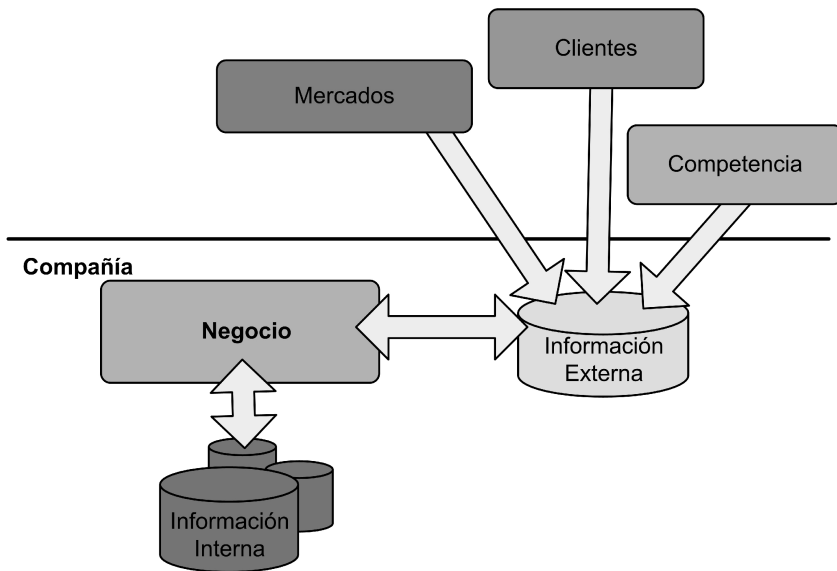 Clientes
Mercados
Competencia
Compañía
Negocio
Información
Externa
Información
Interna